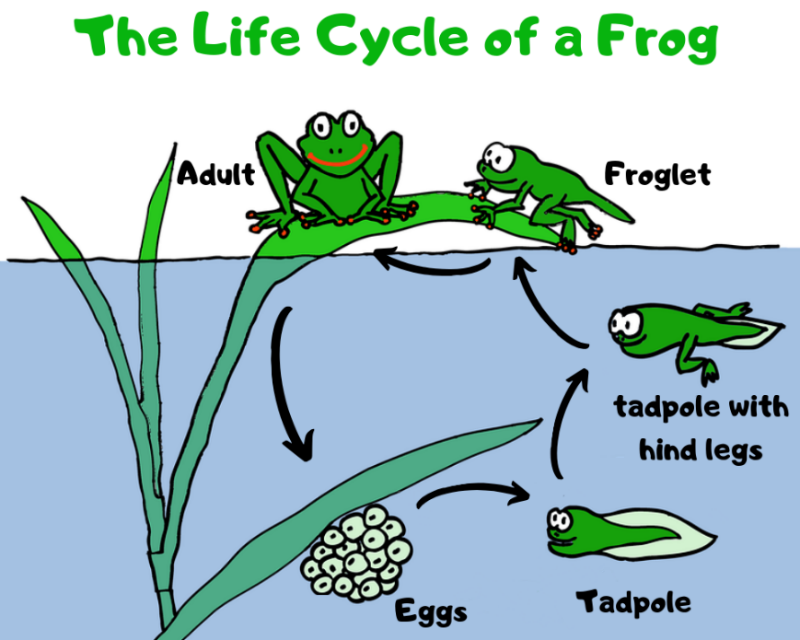 The Life Cycle of a Frog
Adult
Froglet
tadpole with
hind legs
Eggs
Tadpole